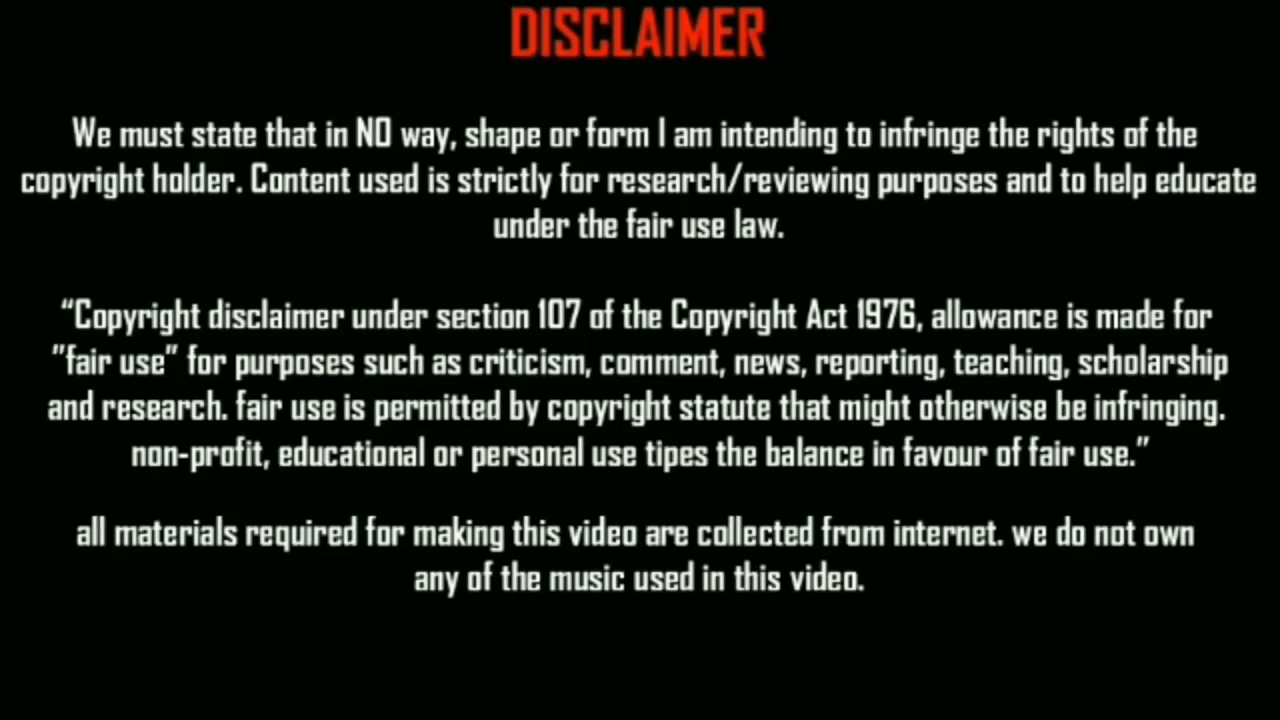 DISCLAIMER
We must state that in NO way, shape or form I am intending to infringe the rights of the
copyright holder. Content used is strictly for research/reviewing purposes and to help educate
under the fair use law.
“Copyright disclaimer under section 107 of the Copyright Act 1976, allowance is made for
”fair use” for purposes such as criticism, comment, news, reporting, teaching, scholarship
and research. fair use is permitted by copyright statute that might otherwise be infringing.
non-profit, educational or personal use tipes the balance in favour of fair use.”
all materials required for making this video are collected from internet. we do not own
any of the music used in this video.